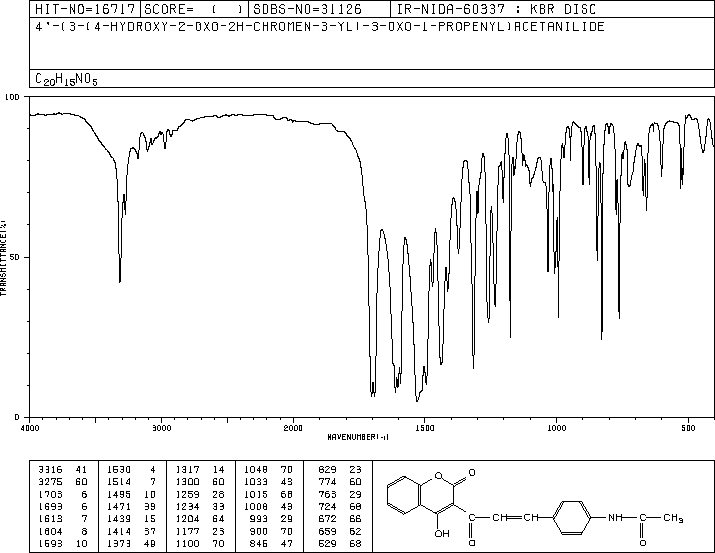 HIT-NO=16717 SCORE= ( ) SDBS-NO=31126 IR-NIDA-60337 : KBR DISC
4'-(3-(4-HYDROXY-2-OXO-2H-CHROMEN-3-YL)-3-OXO-1-PROPENYL)ACETANILIDE
C20H15NO5
100
50
0
TRANSMITTANCE(%)
4000 3000 2000 1500 1000 500
WAVENUMBER(-1)
3316 41 1530 4 1317 14 1048 70 829 23
3275 60 1514 7 1300 60 1033 43 774 60
1703 6 1495 10 1259 28 1015 68 763 29
1693 6 1471 39 1234 33 1008 43 724 68
1613 7 1439 15 1204 64 993 29 672 66
1604 8 1414 37 1177 23 900 70 659 62
1593 10 1373 49 1100 70 846 47 529 68
O O
CH=CH NH C CH3
OH O O